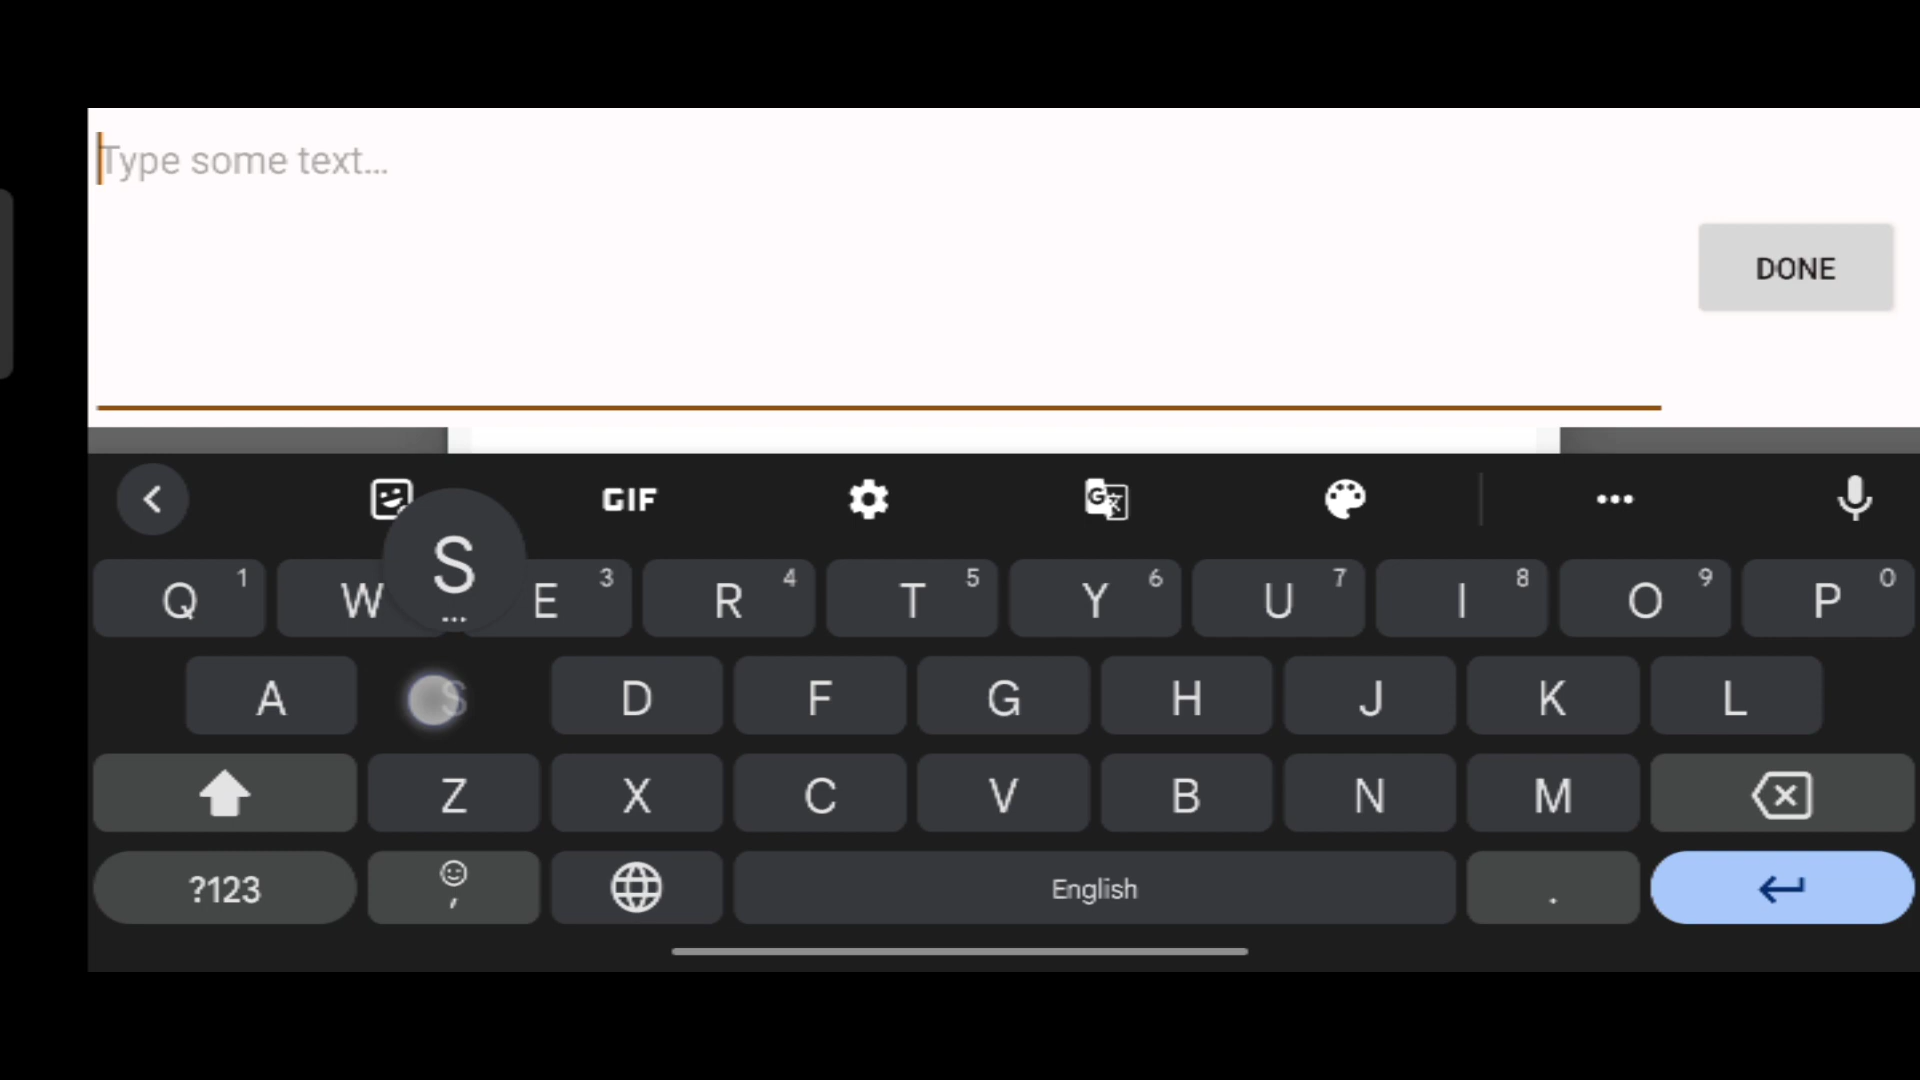 Type some text...
DONE
GIF
G
S
...
Q 1 W E 3 R 4 T 5 Y 6 U 7 I 8 O 9 P 0
A S D F G H J K L
Z X C V B N M
?123 , English .